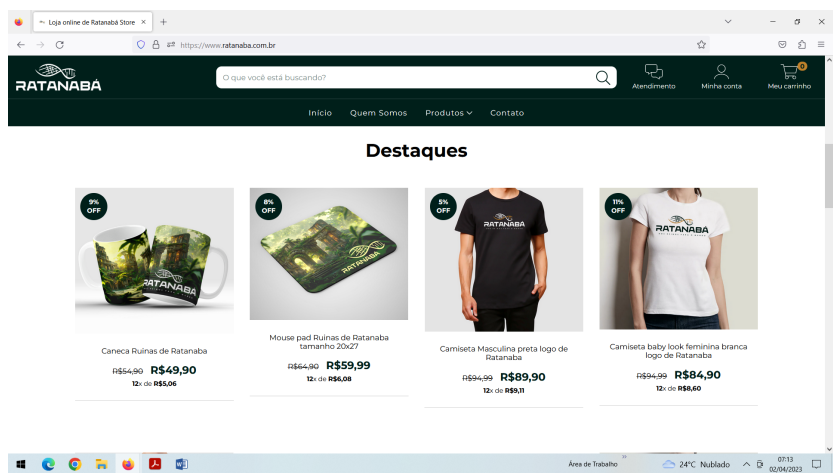 Loja online de Ratanabá Store
https://www.ratanaba.com.br
RATANABÁ
O que você está buscando?
Atendimento
Minha conta
0
Meu carrinho
Início Quem Somos Produtos Contato
Destaques
9%
OFF
RATANABA
Caneca Ruinas de Ratanaba
R$54,90 R$49,90
12x de R$5,06
8%
OFF
RATANABÁ
Mouse pad Ruinas de Ratanaba
tamanho 20x27
R$64,90 R$59,99
12x de R$6,08
5%
OFF
RATANABÁ
Camiseta Masculina preta logo de
Ratanaba
R$94,99 R$89,90
12x de R$9,11
11%
OFF
RATANABÁ
Camiseta baby look feminina branca
logo de Ratanaba
R$94,99 R$84,90
12x de R$8,60
Área de Trabalho
24°C Nublado
07:13
02/04/2023